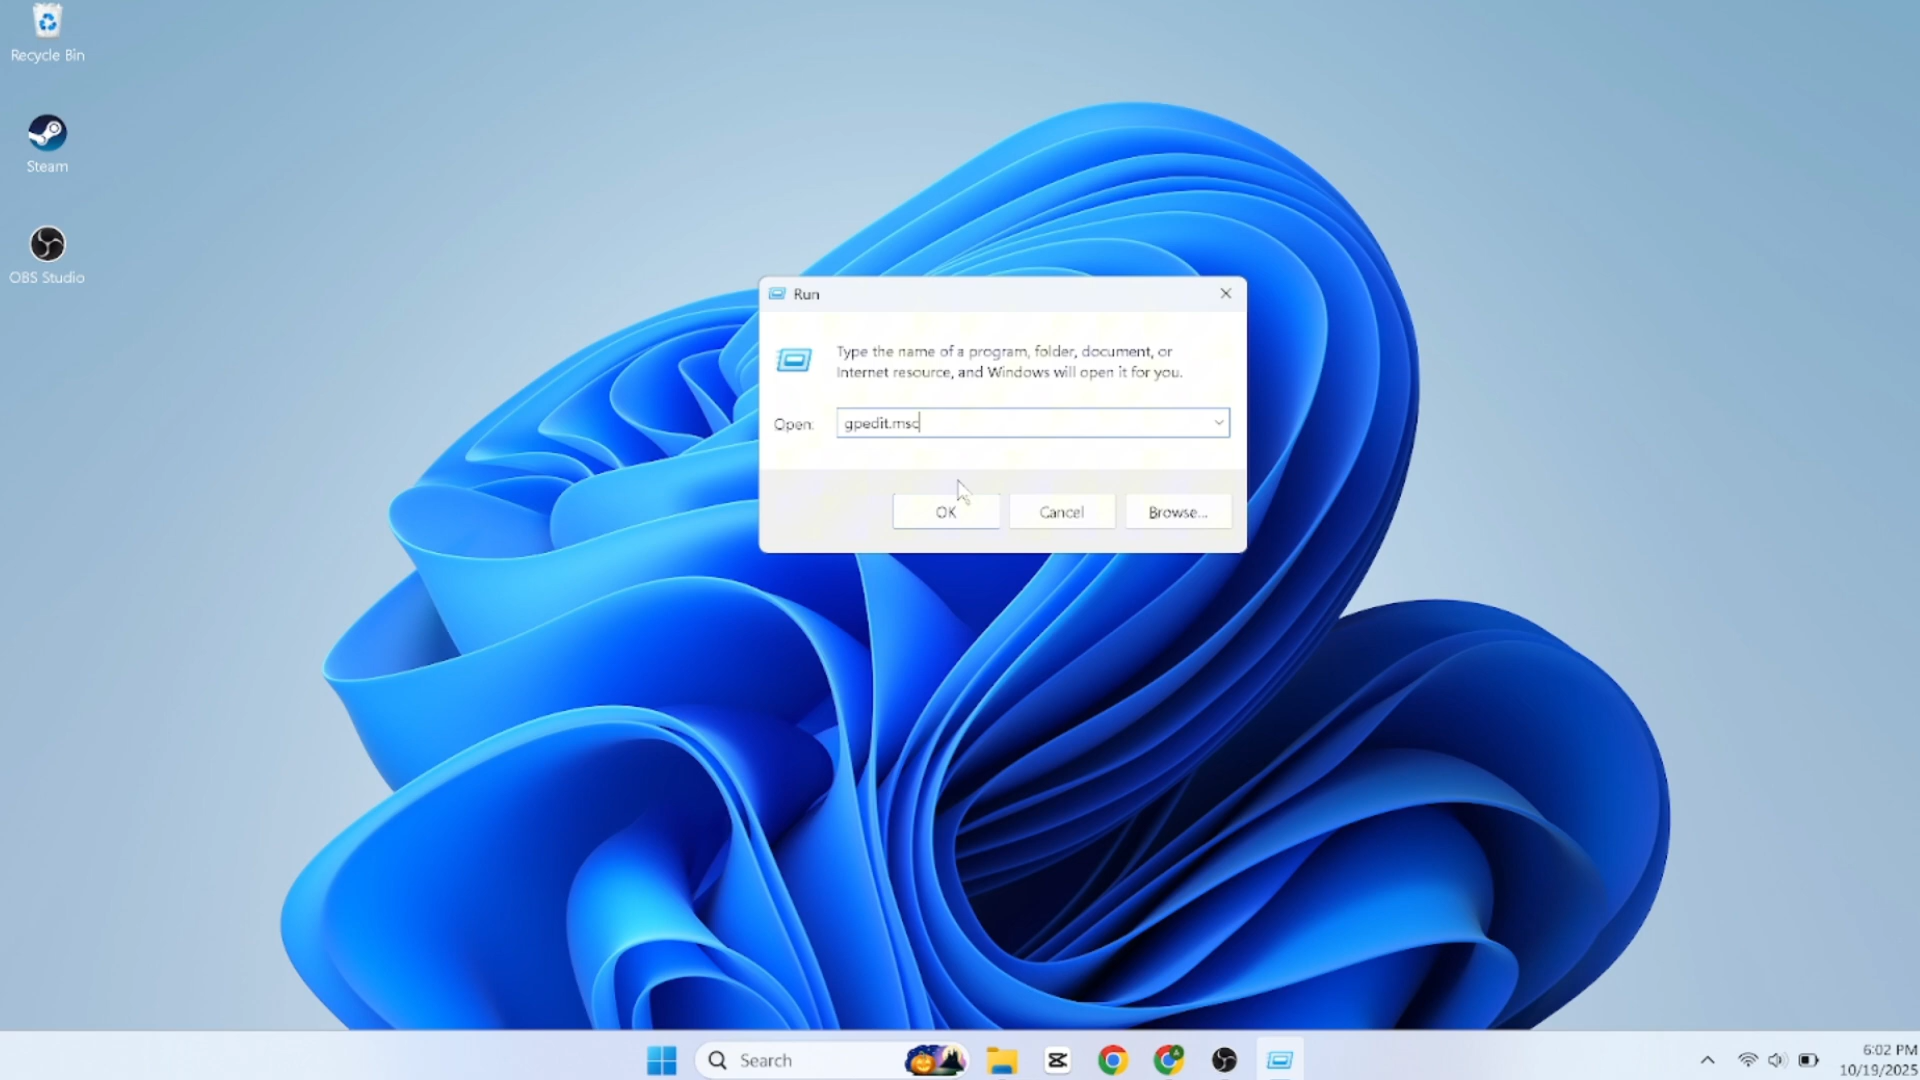 Recycle Bin
Steam
OBS Studio
Run
Type the name of a program, folder, document, or
Internet resource, and Windows will open it for you.
Open:
gpedit.msc
OK
Cancel
Browse...
Search
6:02 PM
10/19/2025